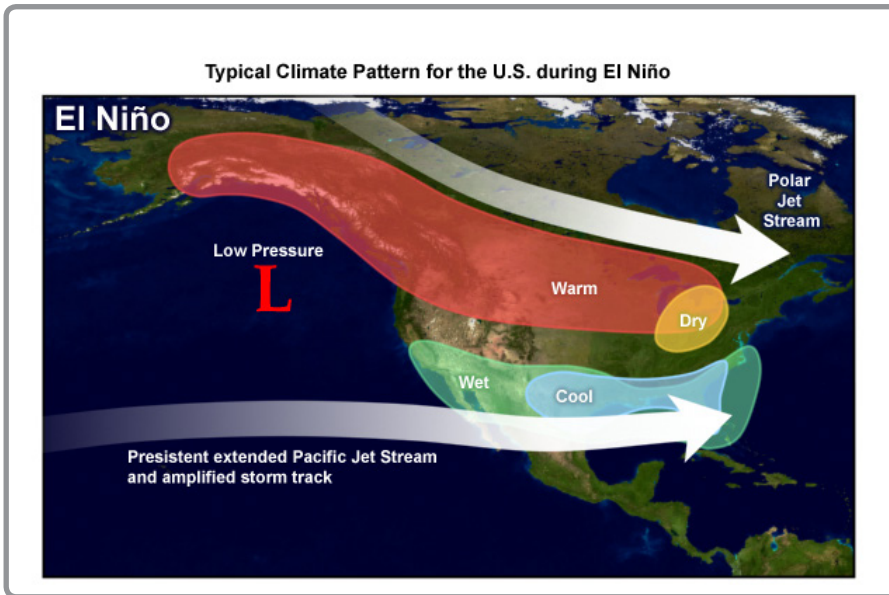 Typical Climate Pattern for the U.S. during El Niño
El Niño
Polar
Jet
Stream
Low Pressure
L
Warm
Dry
Wet
Cool
Presistent extended Pacific Jet Stream
and amplified storm track